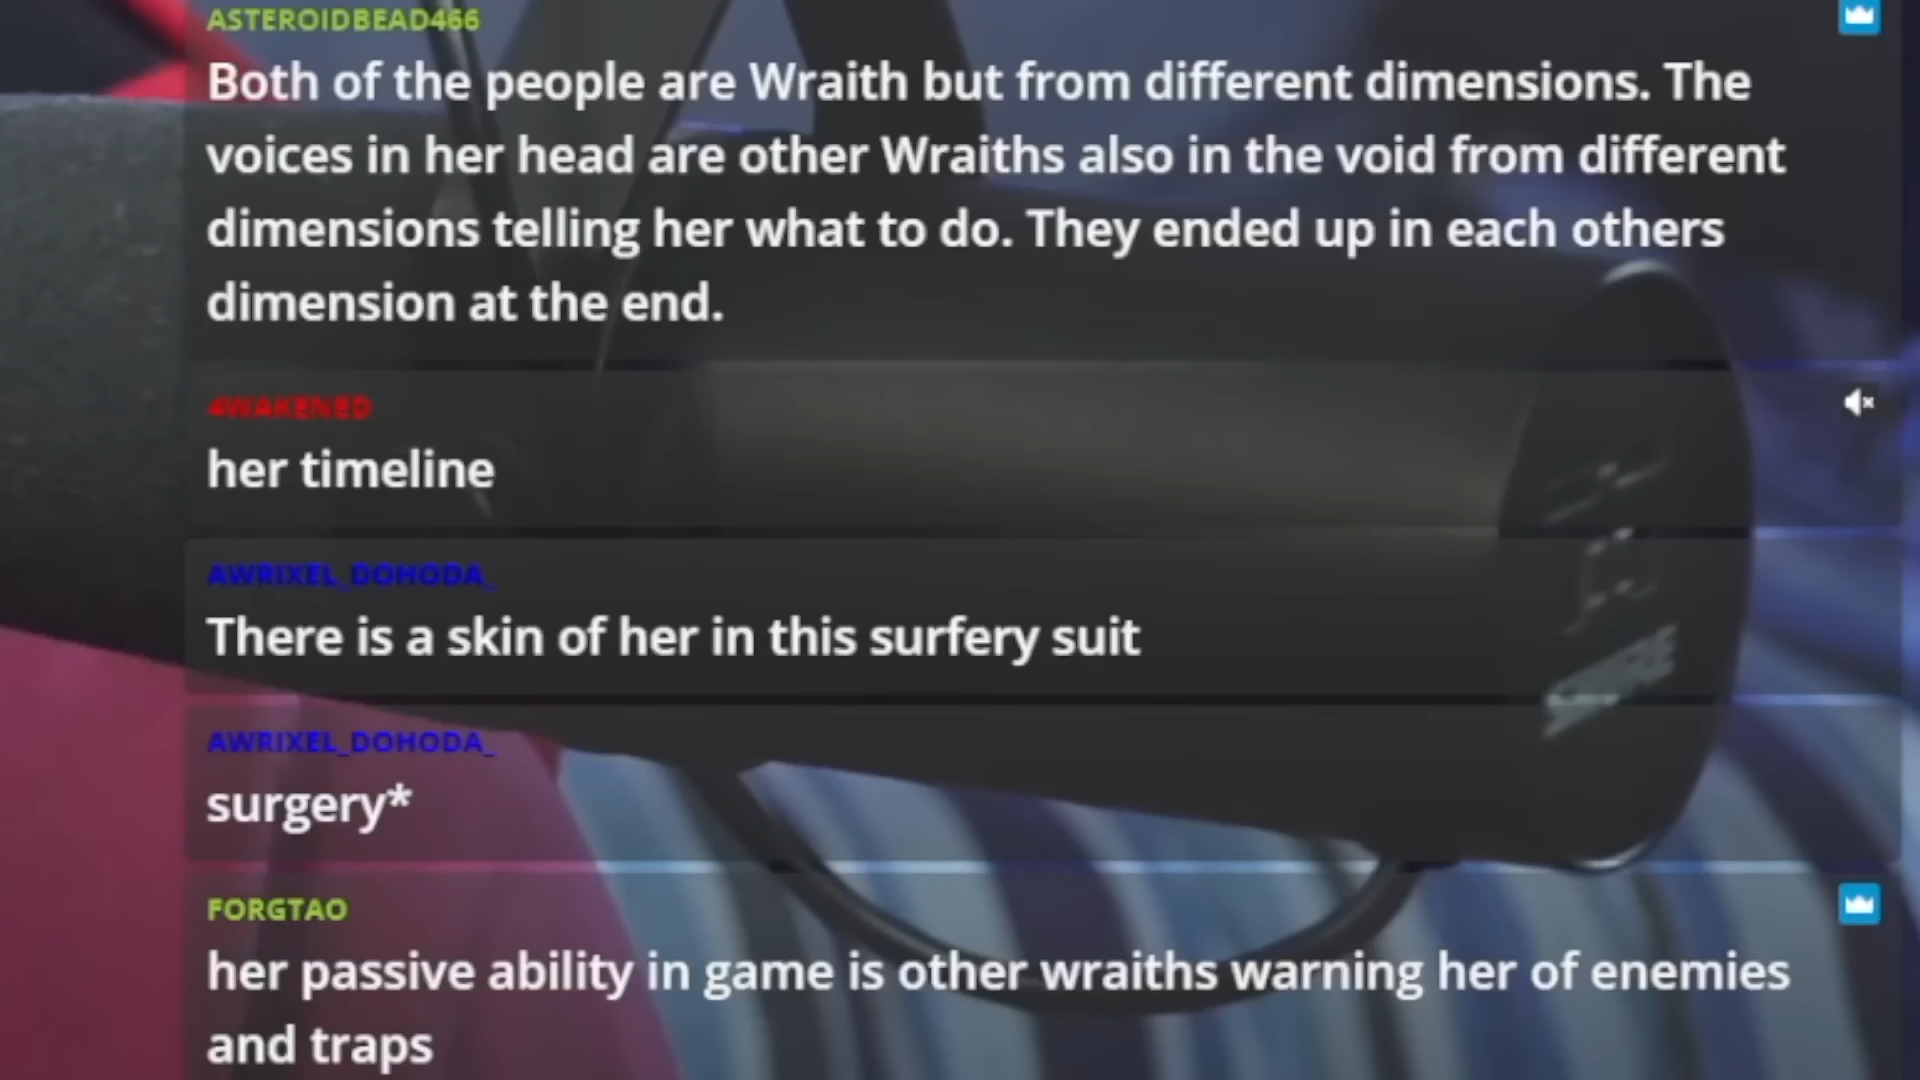 ASTEROIDBEAD466
Both of the people are Wraith but from different dimensions. The
voices in her head are other Wraiths also in the void from different
dimensions telling her what to do. They ended up in each others
dimension at the end.
4WAKENED
her timeline
AWRIXEL_DOHODA_
There is a skin of her in this surfery suit
AWRIXEL_DOHODA_
surgery*
FORGTAO
her passive ability in game is other wraiths warning her of enemies
and traps